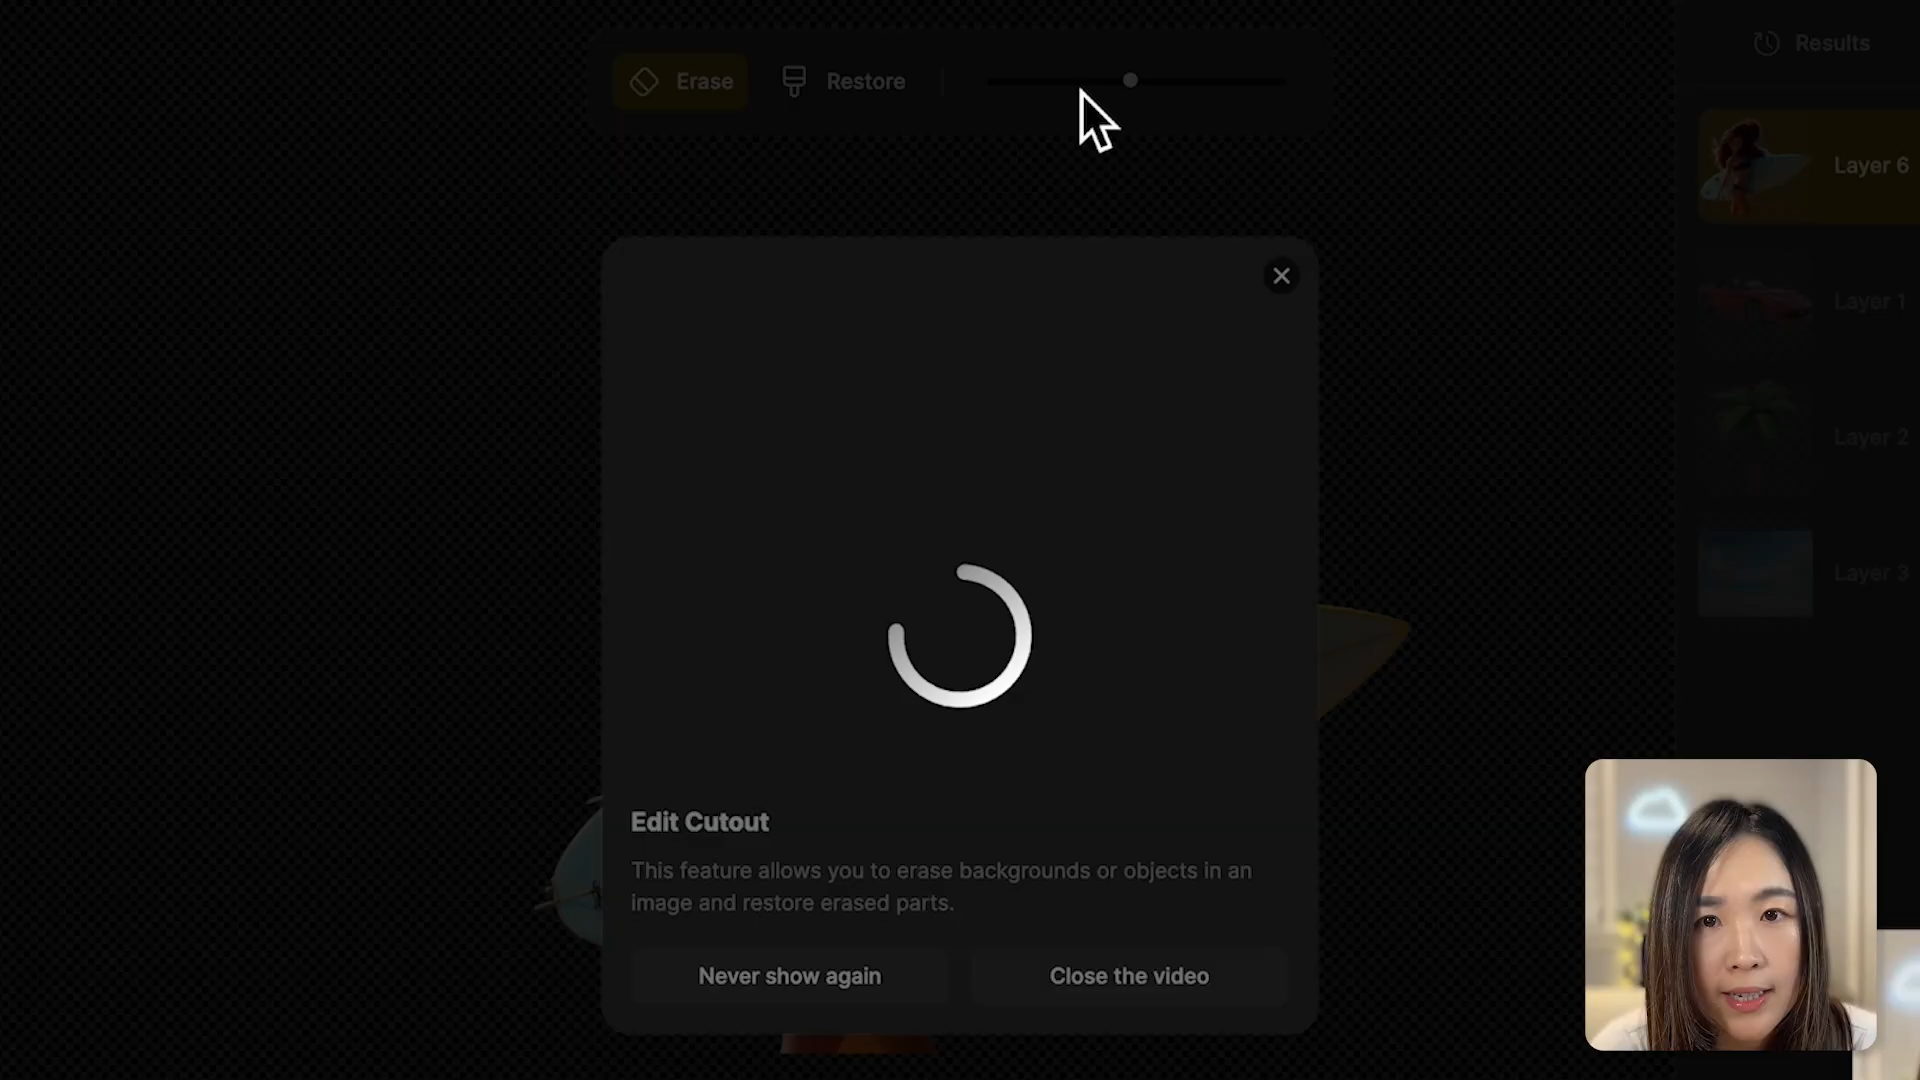 Erase
Restore
Results
Layer 6
Layer 1
Layer 2
Layer 3
Edit Cutout
This feature allows you to erase backgrounds or objects in an
image and restore erased parts.
Never show again
Close the video